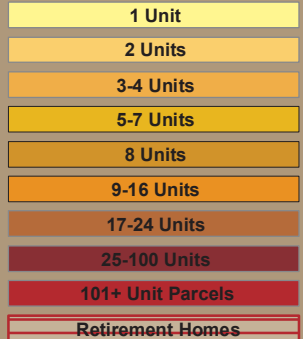 1 Unit
2 Units
3-4 Units
5-7 Units
8 Units
9-16 Units
17-24 Units
25-100 Units
101+ Unit Parcels
Retirement Homes